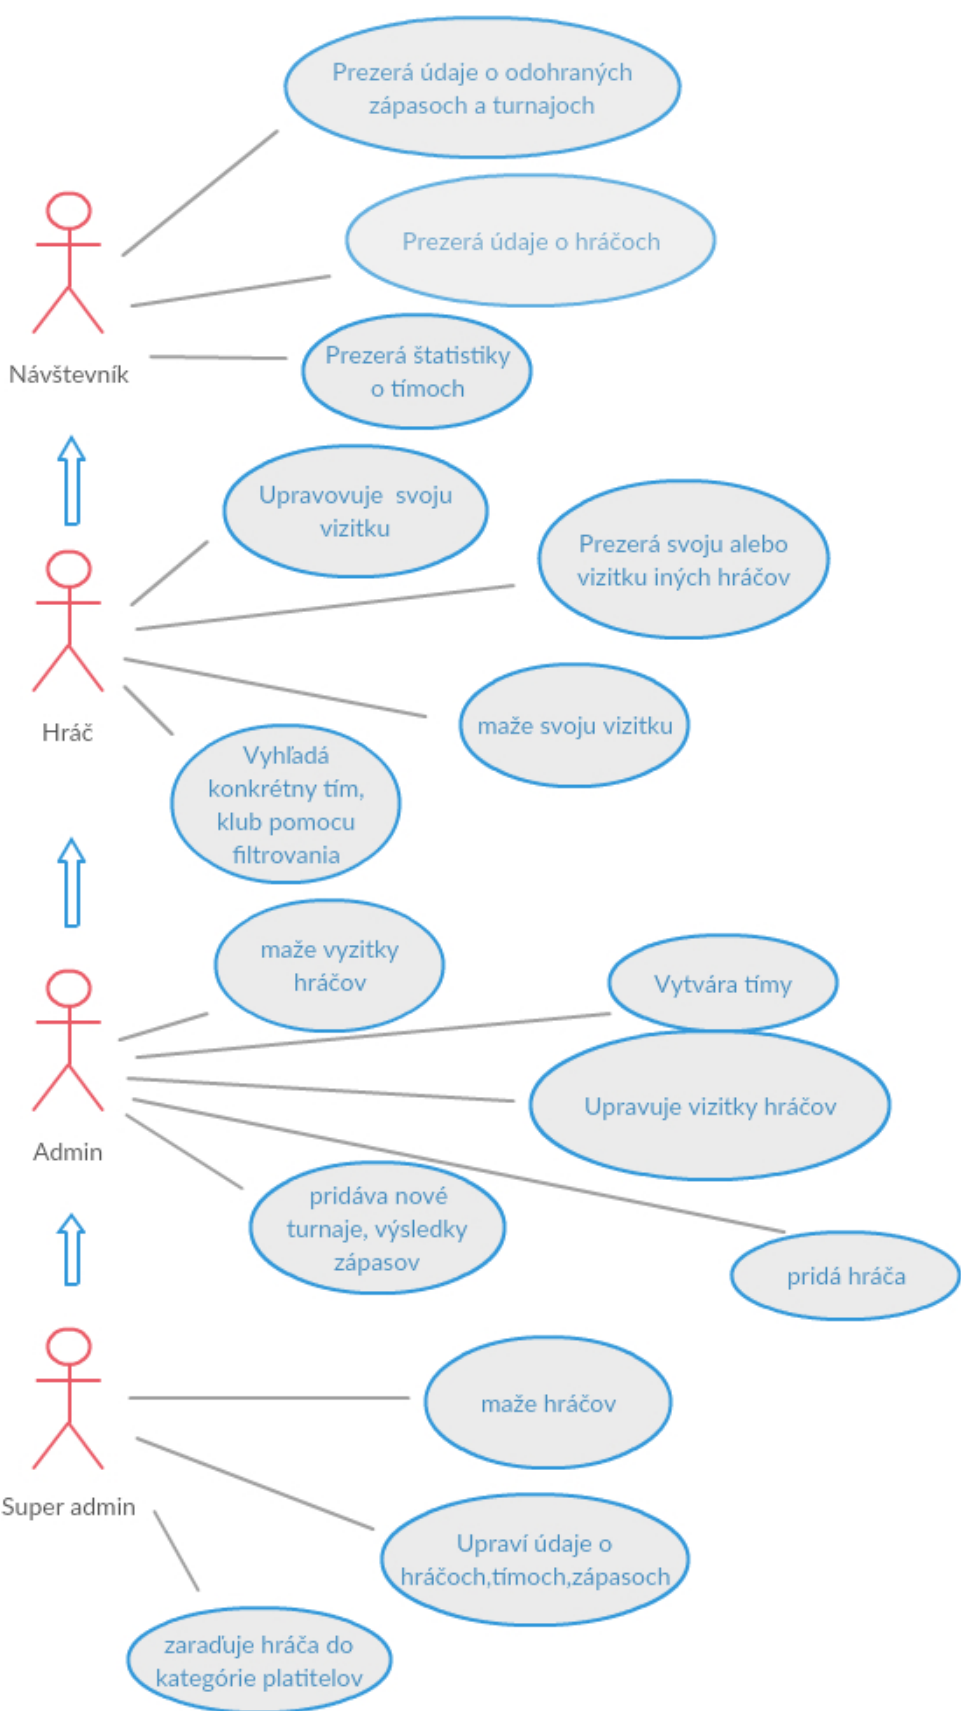 Prezerá údaje o odohraných
zápasoch a turnajoch
Prezerá údaje o hráčoch
Návštevník
Prezerá štatistiky
o tímoch
Upravovuje svoju
vizitku
Prezerá svoju alebo
vizitku iných hráčov
Hráč
maže svoju vizitku
Vyhľadá
konkrétny tím,
klub pomocu
filtrovania
maže vyzitky
hráčov
Vytvára tímy
Upravuje vizitky hráčov
Admin
pridáva nové
turnaje, výsledky
zápasov
pridá hráča
maže hráčov
Super admin
Upraví údaje o
hráčoch,tímoch,zápasoch
zaraďuje hráča do
kategórie platitelov